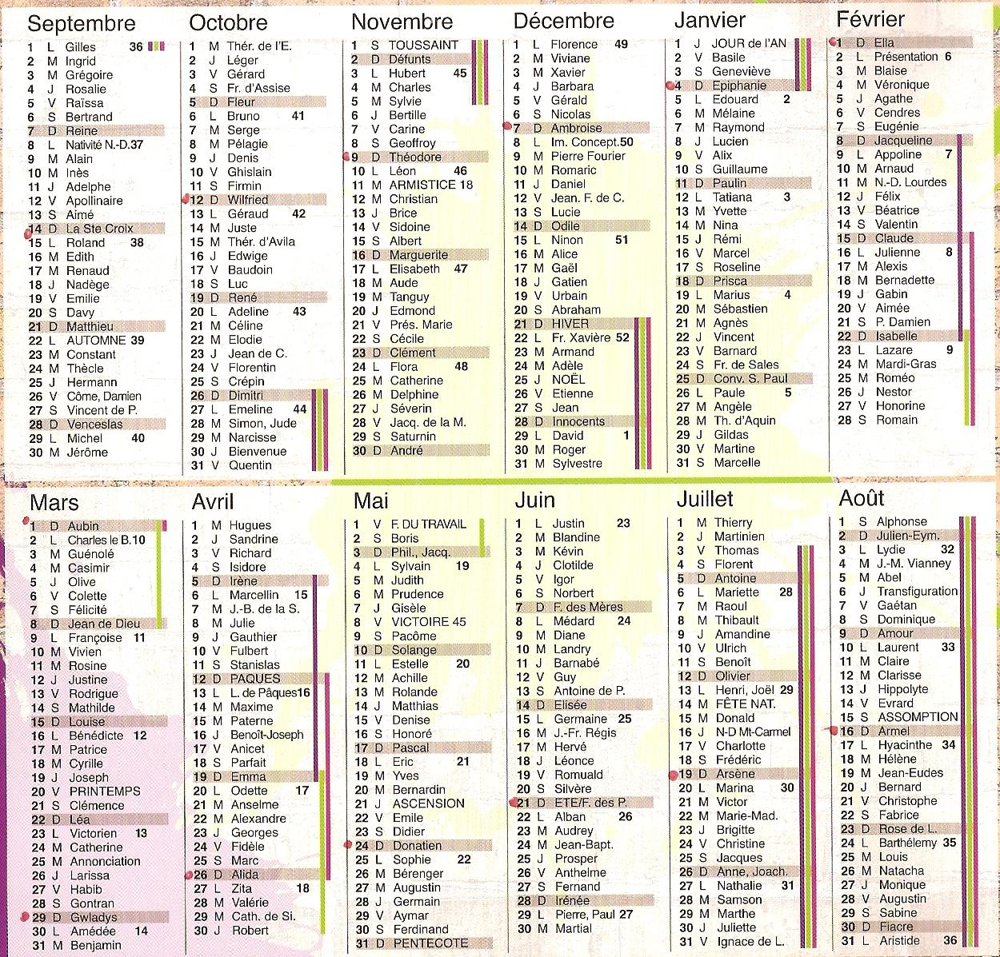 Septembre
1 L Gilles 36
2 M Ingrid
3 M Grégoire
4 J Rosalie
5 V Raïssa
6 S Bertrand
7 D Reine
8 L Nativité N.-D.37
9 M Alain
10 M Inès
11 J Adelphe
12 V Apollinaire
13 S Aimé
14 D La Ste Croix
15 L Roland 38
16 M Edith
17 M Renaud
18 J Nadège
19 V Emilie
20 S Davy
21 D Matthieu
22 L AUTOMNE 39
23 M Constant
24 M Thècle
25 J Hermann
26 V Côme, Damien
27 S Vincent de P.
28 D Venceslas
29 L Michel 40
30 M Jérôme
Octobre
1 M Thér. de l'E.
2 J Léger
3 V Gérard
4 S Fr. d'Assise
5 D Fleur
6 L Bruno 41
7 M Serge
8 M Pélagie
9 J Denis
10 V Ghislain
11 S Firmin
12 D Wilfried
13 L Géraud 42
14 M Juste
15 M Thér. d'Avila
16 J Edwige
17 V Baudoin
18 S Luc
19 D René
20 L Adeline 43
21 M Céline
22 M Elodie
23 J Jean de C.
24 V Florentin
25 S Crépin
26 D Dimitri
27 L Emeline 44
28 M Simon, Jude
29 M Narcisse
30 J Bienvenue
31 V Quentin
Novembre
1 S TOUSSAINT
2 D Défunts
3 L Hubert 45
4 M Charles
5 M Sylvie
6 J Bertille
7 V Carine
8 S Geoffroy
9 D Théodore
10 L Léon 46
11 M ARMISTICE 18
12 M Christian
13 J Brice
14 V Sidoine
15 S Albert
16 D Marguerite
17 L Elisabeth 47
18 M Aude
19 M Tanguy
20 J Edmond
21 V Prés. Marie
22 S Cécile
23 D Clément
24 L Flora 48
25 M Catherine
26 M Delphine
27 J Séverin
28 V Jacq. de la M.
29 S Saturnin
30 D André
Décembre
1 L Florence 49
2 M Viviane
3 M Xavier
4 J Barbara
5 V Gérald
6 S Nicolas
7 D Ambroise
8 L Im. Concept.50
9 M Pierre Fourier
10 M Romaric
11 J Daniel
12 V Jean. F. de C.
13 S Lucie
14 D Odile
15 L Ninon 51
16 M Alice
17 M Gaël
18 J Gatien
19 V Urbain
20 S Abraham
21 D HIVER
22 L Fr. Xavière 52
23 M Armand
24 M Adèle
25 J NOËL
26 V Etienne
27 S Jean
28 D Innocents
29 L David 1
30 M Roger
31 M Sylvestre
Janvier
1 J JOUR de l'AN
2 V Basile
3 S Geneviève
4 D Epiphanie
5 L Edouard 2
6 M Mélaine
7 M Raymond
8 J Lucien
9 V Alix
10 S Guillaume
11 D Paulin
12 L Tatiana 3
13 M Yvette
14 M Nina
15 J Rémi
16 V Marcel
17 S Roseline
18 D Prisca
19 L Marius 4
20 M Sébastien
21 M Agnès
22 J Vincent
23 V Barnard
24 S Fr. de Sales
25 D Conv. S. Paul
26 L Paule 5
27 M Angèle
28 M Th. d'Aquin
29 J Gildas
30 V Martine
31 S Marcelle
Février
1 D Ella
2 L Présentation 6
3 M Blaise
4 M Véronique
5 J Agathe
6 V Cendres
7 S Eugénie
8 D Jacqueline
9 L Appoline 7
10 M Arnaud
11 M N.-D. Lourdes
12 J Félix
13 V Béatrice
14 S Valentin
15 D Claude
16 L Julienne 8
17 M Alexis
18 M Bernadette
19 J Gabin
20 V Aimée
21 S P. Damien
22 D Isabelle
23 L Lazare 9
24 M Mardi-Gras
25 M Roméo
26 J Nestor
27 V Honorine
28 S Romain
Mars
1 D Aubin
2 L Charles le B.10
3 M Guénolé
4 M Casimir
5 J Olive
6 V Colette
7 S Félicité
8 D Jean de Dieu
9 L Françoise 11
10 M Vivien
11 M Rosine
12 J Justine
13 V Rodrigue
14 S Mathilde
15 D Louise
16 L Bénédicte 12
17 M Patrice
18 M Cyrille
19 J Joseph
20 V PRINTEMPS
21 S Clémence
22 D Léa
23 L Victorien 13
24 M Catherine
25 M Annonciation
26 J Larissa
27 V Habib
28 S Gontran
29 D Gwladys
30 L Amédée 14
31 M Benjamin
Avril
1 M Hugues
2 J Sandrine
3 V Richard
4 S Isidore
5 D Irène
6 L Marcellin 15
7 M J.-B. de la S.
8 M Julie
9 J Gauthier
10 V Fulbert
11 S Stanislas
12 D PAQUES
13 L L. de Pâques16
14 M Maxime
15 M Paterne
16 J Benoît-Joseph
17 V Anicet
18 S Parfait
19 D Emma
20 L Odette 17
21 M Anselme
22 M Alexandre
23 J Georges
24 V Fidèle
25 S Marc
26 D Alida
27 L Zita 18
28 M Valérie
29 M Cath. de Si.
30 J Robert
Mai
1 V F. DU TRAVAIL
2 S Boris
3 D Phil., Jacq.
4 L Sylvain 19
5 M Judith
6 M Prudence
7 J Gisèle
8 V VICTOIRE 45
9 S Pacôme
10 D Solange
11 L Estelle 20
12 M Achille
13 M Rolande
14 J Matthias
15 V Denise
16 S Honoré
17 D Pascal
18 L Eric 21
19 M Yves
20 M Bernardin
21 J ASCENSION
22 V Emile
23 S Didier
24 D Donatien
25 L Sophie 22
26 M Bérenger
27 M Augustin
28 J Germain
29 V Aymar
30 S Ferdinand
31 D PENTECOTE
Juin
1 L Justin 23
2 M Blandine
3 M Kévin
4 J Clotilde
5 V Igor
6 S Norbert
7 D F. des Mères
8 L Médard 24
9 M Diane
10 M Landry
11 J Barnabé
12 V Guy
13 S Antoine de P.
14 D Elisée
15 L Germaine 25
16 M J.-Fr. Régis
17 M Hervé
18 J Léonce
19 V Romuald
20 S Silvère
21 D ETE/F. des P.
22 L Alban 26
23 M Audrey
24 M Jean-Bapt.
25 J Prosper
26 V Anthelme
27 S Fernand
28 D Irénée
29 L Pierre, Paul 27
30 M Martial
Juillet
1 M Thierry
2 J Martinien
3 V Thomas
4 S Florent
5 D Antoine
6 L Mariette 28
7 M Raoul
8 M Thibault
9 J Amandine
10 V Ulrich
11 S Benoît
12 D Olivier
13 L Henri, Joël 29
14 M FÊTE NAT.
15 M Donald
16 J N-D Mt-Carmel
17 V Charlotte
18 S Frédéric
19 D Arsène
20 L Marina 30
21 M Victor
22 M Marie-Mad.
23 J Brigitte
24 V Christine
25 S Jacques
26 D Anne, Joach.
27 L Nathalie 31
28 M Samson
29 M Marthe
30 J Juliette
31 V Ignace de L.
Août
1 S Alphonse
2 D Julien-Eym.
3 L Lydie 32
4 M J.-M. Vianney
5 M Abel
6 J Transfiguration
7 V Gaétan
8 S Dominique
9 D Amour
10 L Laurent 33
11 M Claire
12 M Clarisse
13 J Hippolyte
14 V Evrard
15 S ASSOMPTION
16 D Armel
17 L Hyacinthe 34
18 M Hélène
19 M Jean-Eudes
20 J Bernard
21 V Christophe
22 S Fabrice
23 D Rose de L.
24 L Barthélemy 35
25 M Louis
26 M Natacha
27 J Monique
28 V Augustin
29 S Sabine
30 D Fiacre
31 L Aristide 36